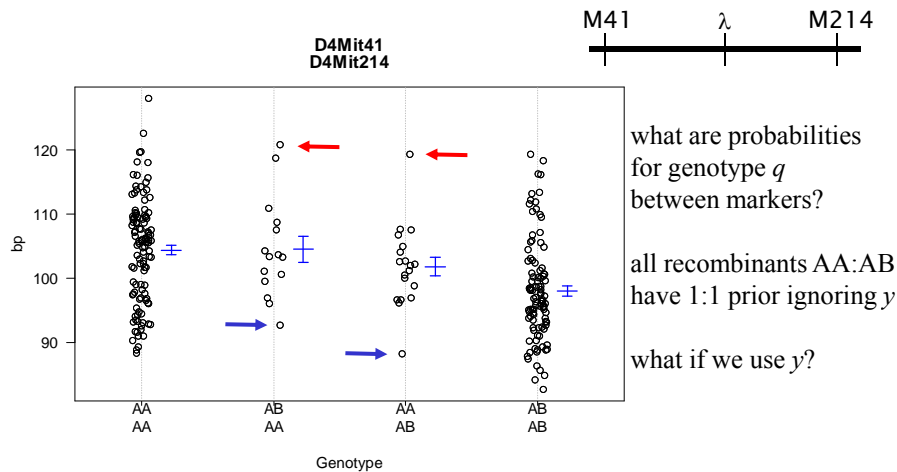 M41 λ M214
D4Mit41
D4Mit214
what are probabilities
for genotype q
between markers?
all recombinants AA:AB
have 1:1 prior ignoring y
what if we use y?
bp
120
110
100
90
AA AB AA AB
AA AA AB AB
Genotype